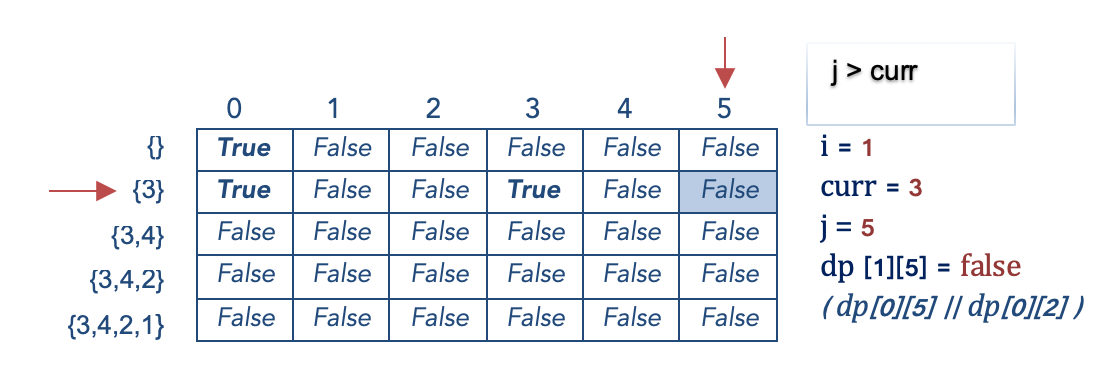 j > curr
0 1 2 3 4 5
{} True False False False False False
{3} True False False True False False
{3,4} False False False False False False
{3,4,2} False False False False False False
{3,4,2,1} False False False False False False
i = 1
curr = 3
j = 5
dp [1][5] = false
( dp[0][5] // dp[0][2] )